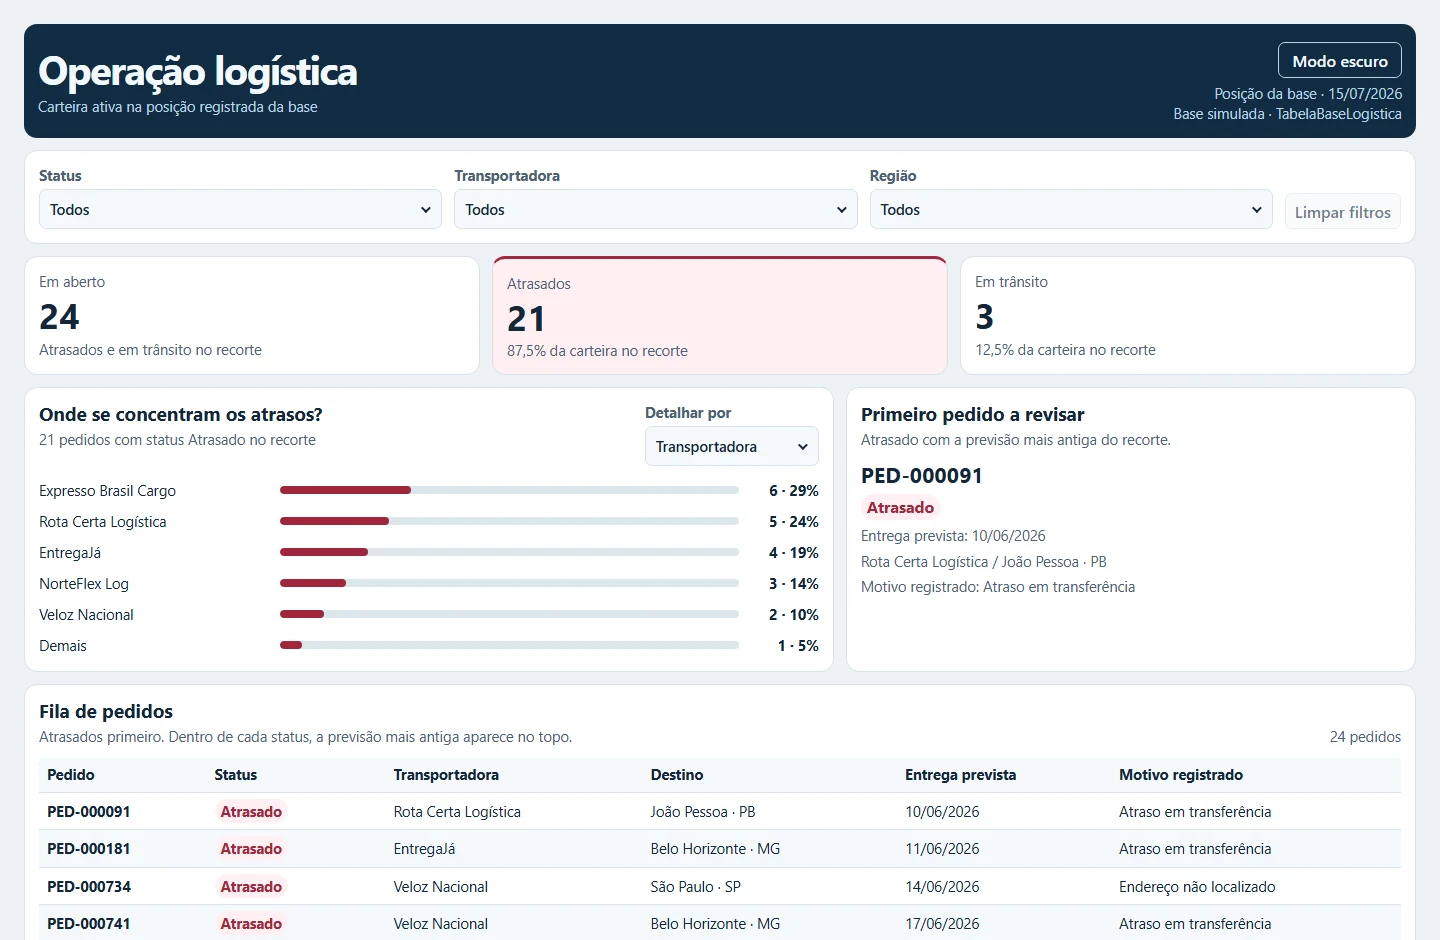 Operação logística
Carteira ativa na posição registrada da base
Modo escuro
Posição da base · 15/07/2026
Base simulada · TabelaBaseLogistica
Status
Todos
Transportadora
Todos
Região
Todos
Limpar filtros
Em aberto
24
Atrasados e em trânsito no recorte
Atrasados
21
87,5% da carteira no recorte
Em trânsito
3
12,5% da carteira no recorte
Onde se concentram os atrasos?
21 pedidos com status Atrasado no recorte
Detalhar por
Transportadora
Expresso Brasil Cargo 6 · 29%
Rota Certa Logística 5 · 24%
EntregaJá 4 · 19%
NorteFlex Log 3 · 14%
Veloz Nacional 2 · 10%
Demais 1 · 5%
Primeiro pedido a revisar
Atrasado com a previsão mais antiga do recorte.
PED-000091
Atrasado
Entrega prevista: 10/06/2026
Rota Certa Logística / João Pessoa · PB
Motivo registrado: Atraso em transferência
Fila de pedidos
Atrasados primeiro. Dentro de cada status, a previsão mais antiga aparece no topo.
24 pedidos
Pedido Status Transportadora Destino Entrega prevista Motivo registrado
PED-000091 Atrasado Rota Certa Logística João Pessoa · PB 10/06/2026 Atraso em transferência
PED-000181 Atrasado EntregaJá Belo Horizonte · MG 11/06/2026 Atraso em transferência
PED-000734 Atrasado Veloz Nacional São Paulo · SP 14/06/2026 Endereço não localizado
PED-000741 Atrasado Veloz Nacional Belo Horizonte · MG 17/06/2026 Atraso em transferência